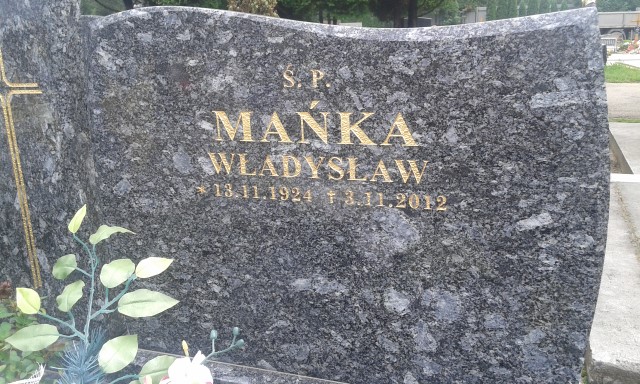 Ś. P.
MAŃKA
WŁADYSŁAW
* 13.11.1924 † 3.11.2012